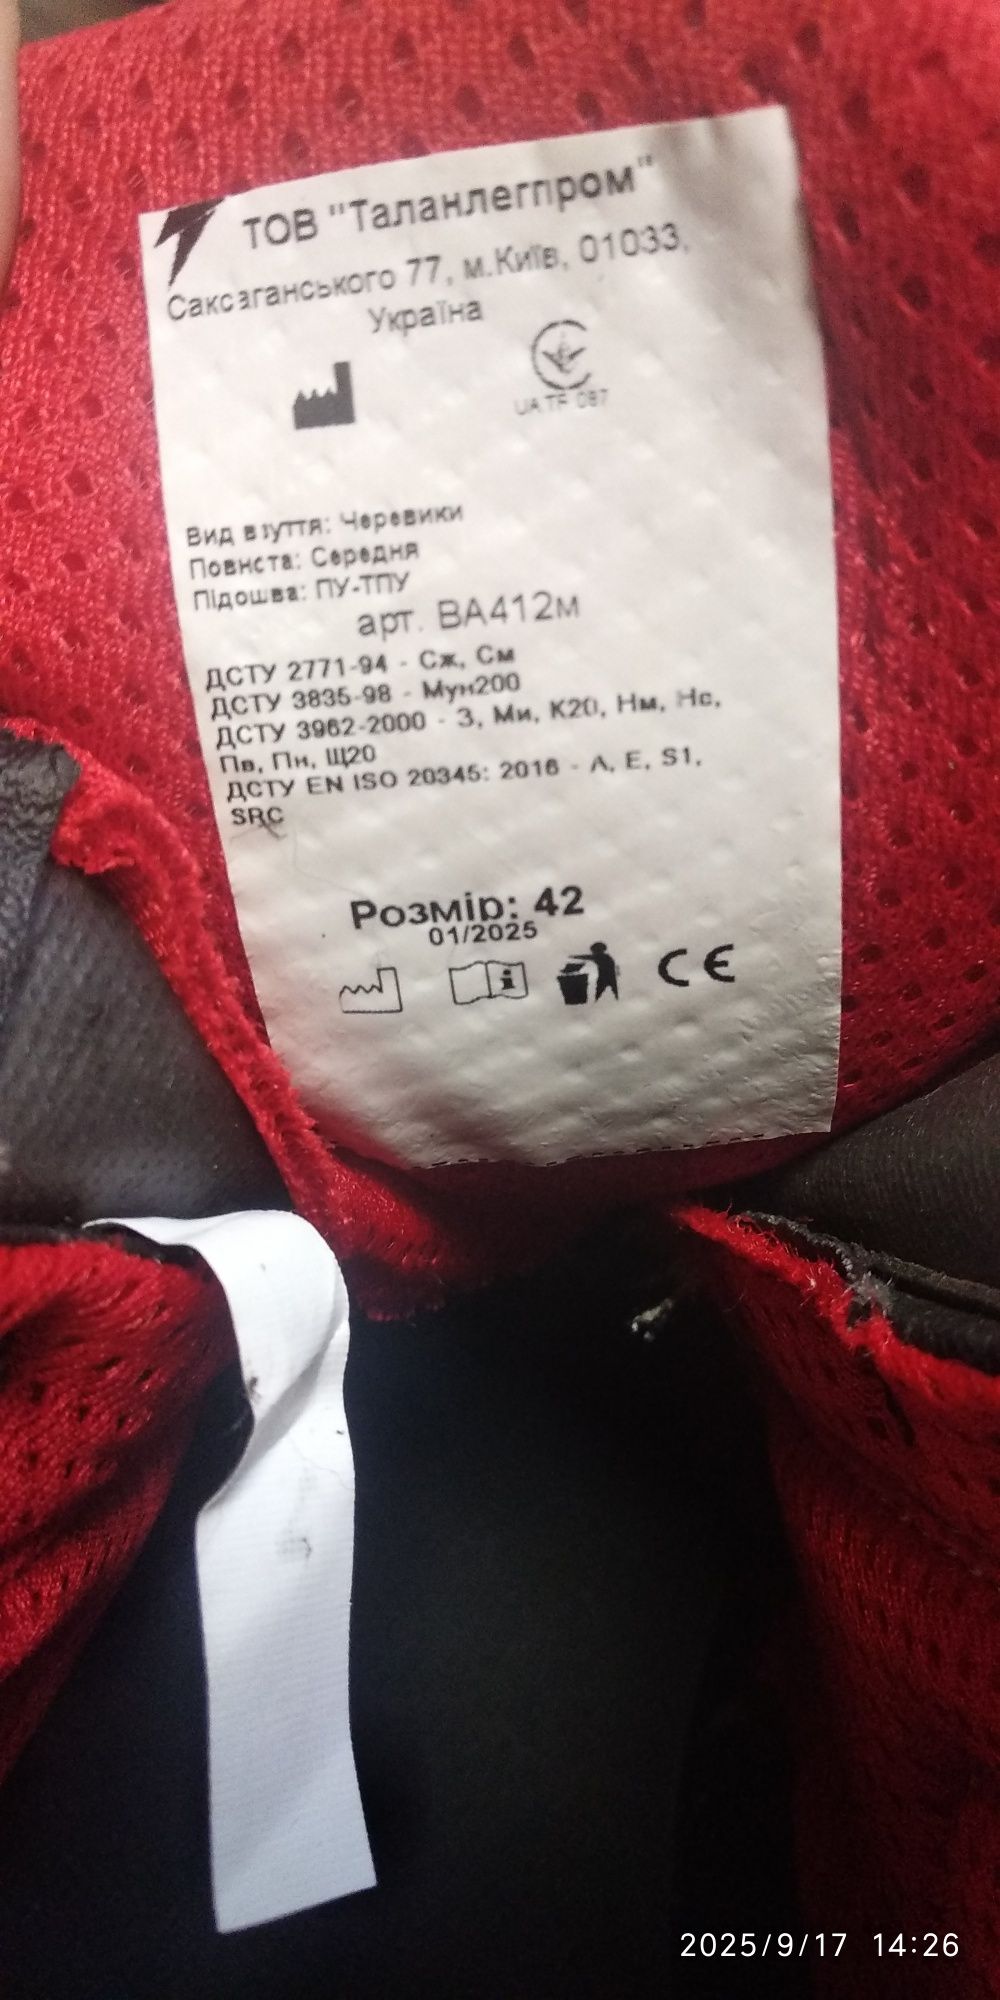 ТОВ "Таланлегпром"
Саксаганського 77, м.Київ, 01033,
Україна
UA TR 087
Вид взуття: Черевики
Повнста: Середня
Підошва: ПУ-ТПУ
арт. ВА412м
ДСТУ 2771-94 - Сж, См
ДСТУ 3835-98 - Мун200
ДСТУ 3962-2000 - З, Ми, К20, Нм, Нс,
Пв, Пн, Щ20
ДСТУ EN ISO 20345: 2016 - A, E, S1,
SRC
Розмір: 42
01/2025
CE
2025/9/17 14:26